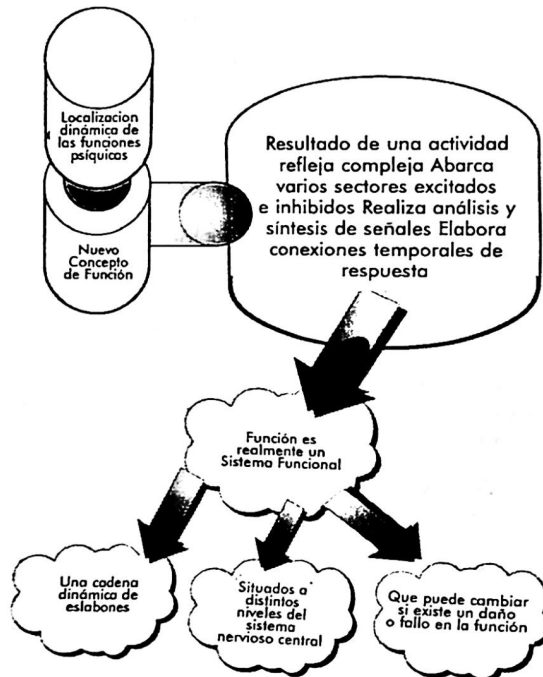 Localizacion
dinámica de
las funciones
psíquicas
Nuevo
Concepto
de Función
Resultado de una actividad
refleja compleja Abarca
varios sectores excitados
e inhibidos Realiza análisis y
síntesis de señales Elabora
conexiones temporales de
respuesta
Función es
realmente un
Sistema Funcional
Una cadena
dinámica de
eslabones
Situados a
distintos
niveles del
sistema
nervioso central
Que puede cambiar
si existe un daño
o fallo en la función